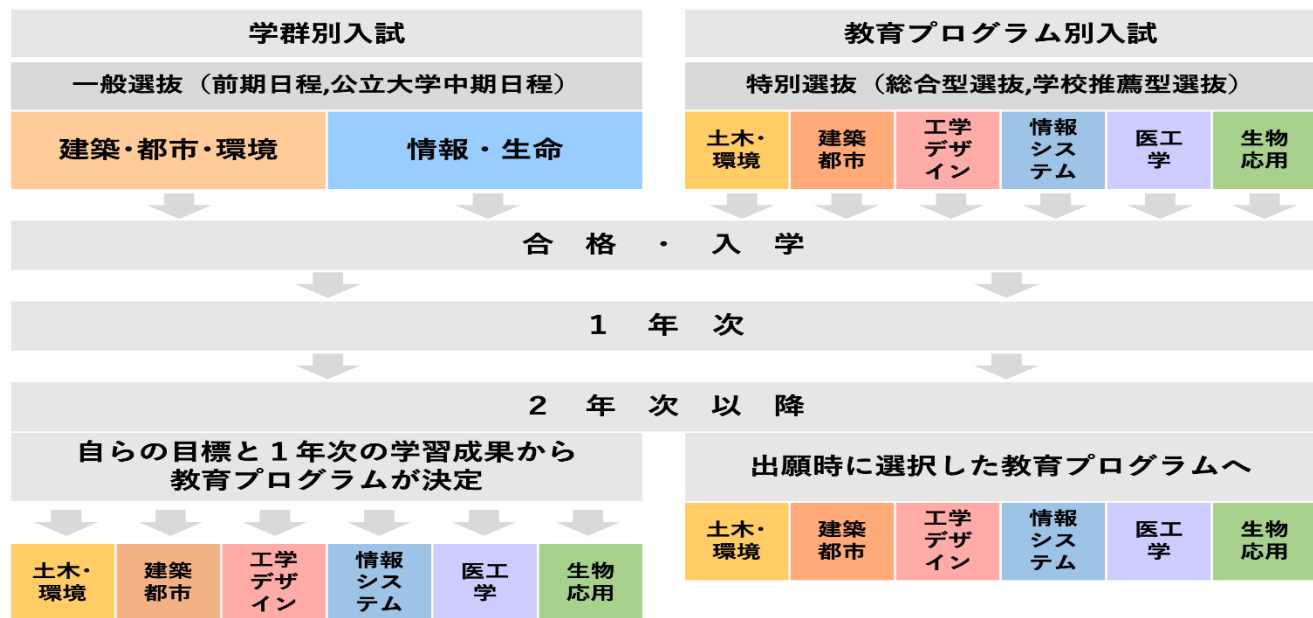 学群別入試
教育プログラム別入試
一般選抜（前期日程,公立大学中期日程）
特別選抜（総合型選抜,学校推薦型選抜）
建築・都市・環境
情報・生命
土木・
環境
建築
都市
工学
デザ
イン
情報
シス
テム
医工
学
生物
応用
合　格　・　入　学
１　年　次
２　年　次　以　降
自らの目標と１年次の学習成果から
教育プログラムが決定
出願時に選択した教育プログラムへ
土木・
環境
建築
都市
工学
デザ
イン
情報
シス
テム
医工
学
生物
応用
土木・
環境
建築
都市
工学
デザ
イン
情報
シス
テム
医工
学
生物
応用